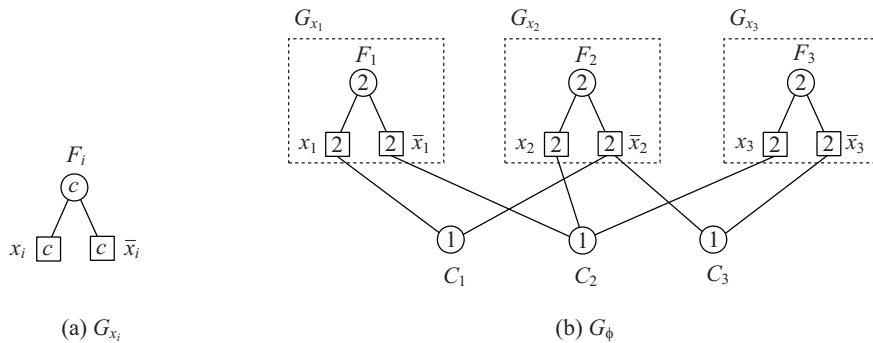 G_{x_1} G_{x_2} G_{x_3}
F_1 F_2 F_3
2 2 2
x_1 2 2 x̄_1 x_2 2 2 x̄_2 x_3 2 2 x̄_3
F_i
c
x_i c c x̄_i
1 1 1
C_1 C_2 C_3
(a) G_{x_i} (b) G_ϕ